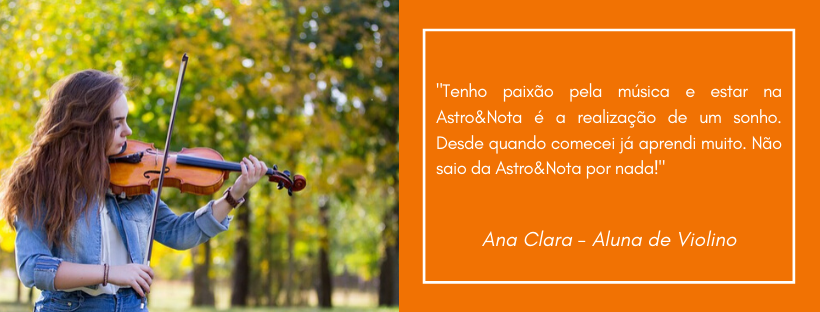 "Tenho paixão pela música e estar na
Astro&Nota é a realização de um sonho.
Desde quando comecei já aprendi muito. Não
saio da Astro&Nota por nada!"
Ana Clara - Aluna de Violino